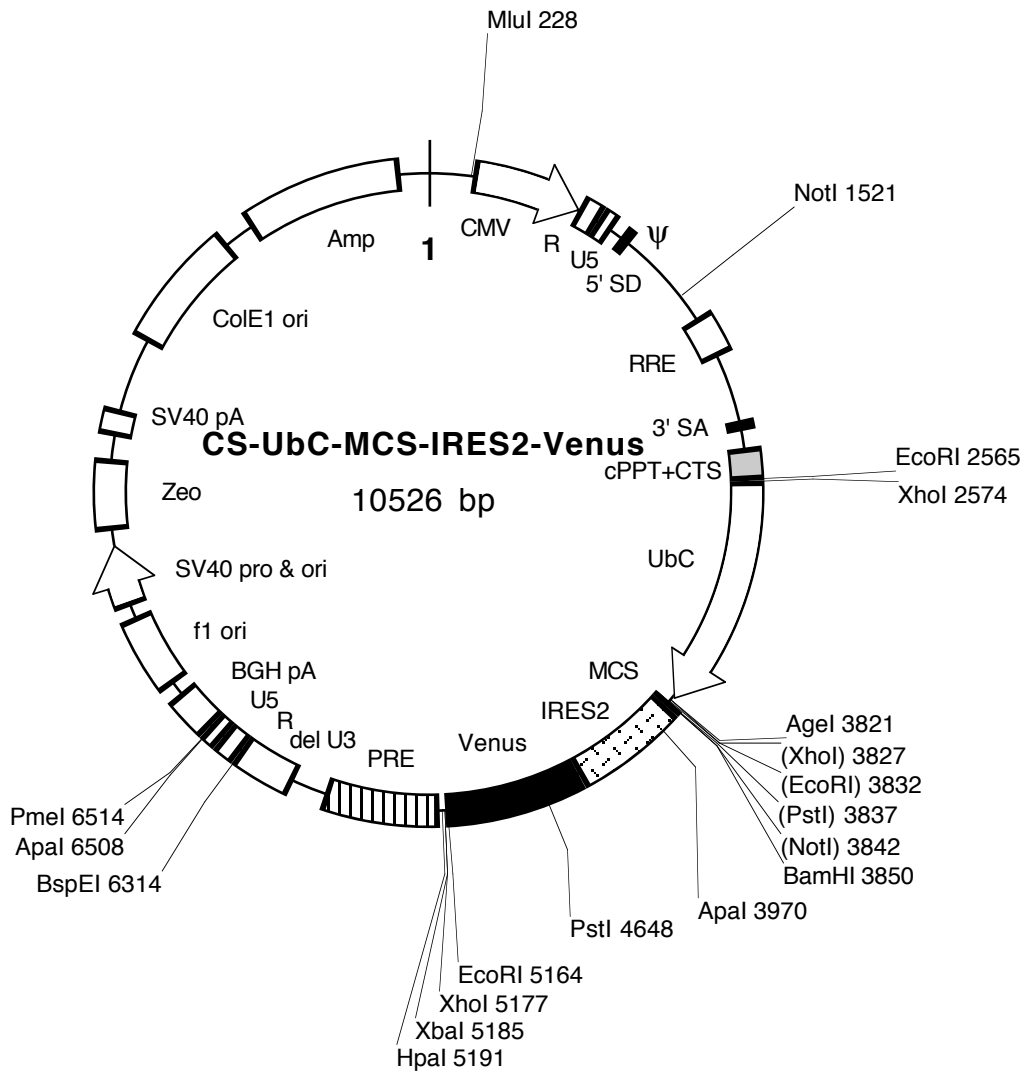 MluI 228
NotI 1521
CMV
R
U5
5' SD
ψ
Amp
1
ColE1 ori
RRE
SV40 pA
3' SA
CS-UbC-MCS-IRES2-Venus
cPPT+CTS
EcoRI 2565
XhoI 2574
Zeo
10526 bp
UbC
SV40 pro & ori
f1 ori
BGH pA
U5
R
del U3
PRE
Venus
IRES2
MCS
AgeI 3821
(XhoI) 3827
(EcoRI) 3832
(PstI) 3837
(NotI) 3842
BamHI 3850
PmeI 6514
ApaI 6508
BspEI 6314
ApaI 3970
PstI 4648
EcoRI 5164
XhoI 5177
XbaI 5185
HpaI 5191